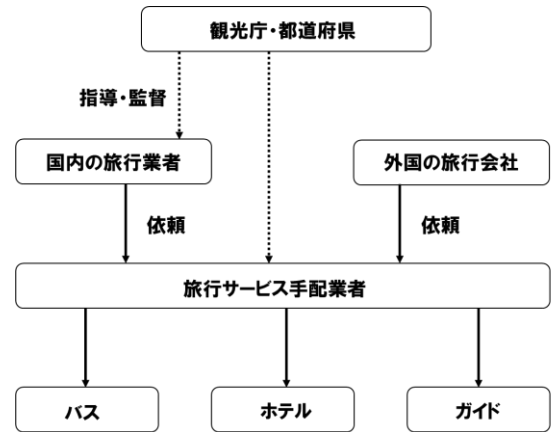 観光庁・都道府県
指導・監督
国内の旅行業者
外国の旅行会社
依頼
依頼
旅行サービス手配業者
バス
ホテル
ガイド